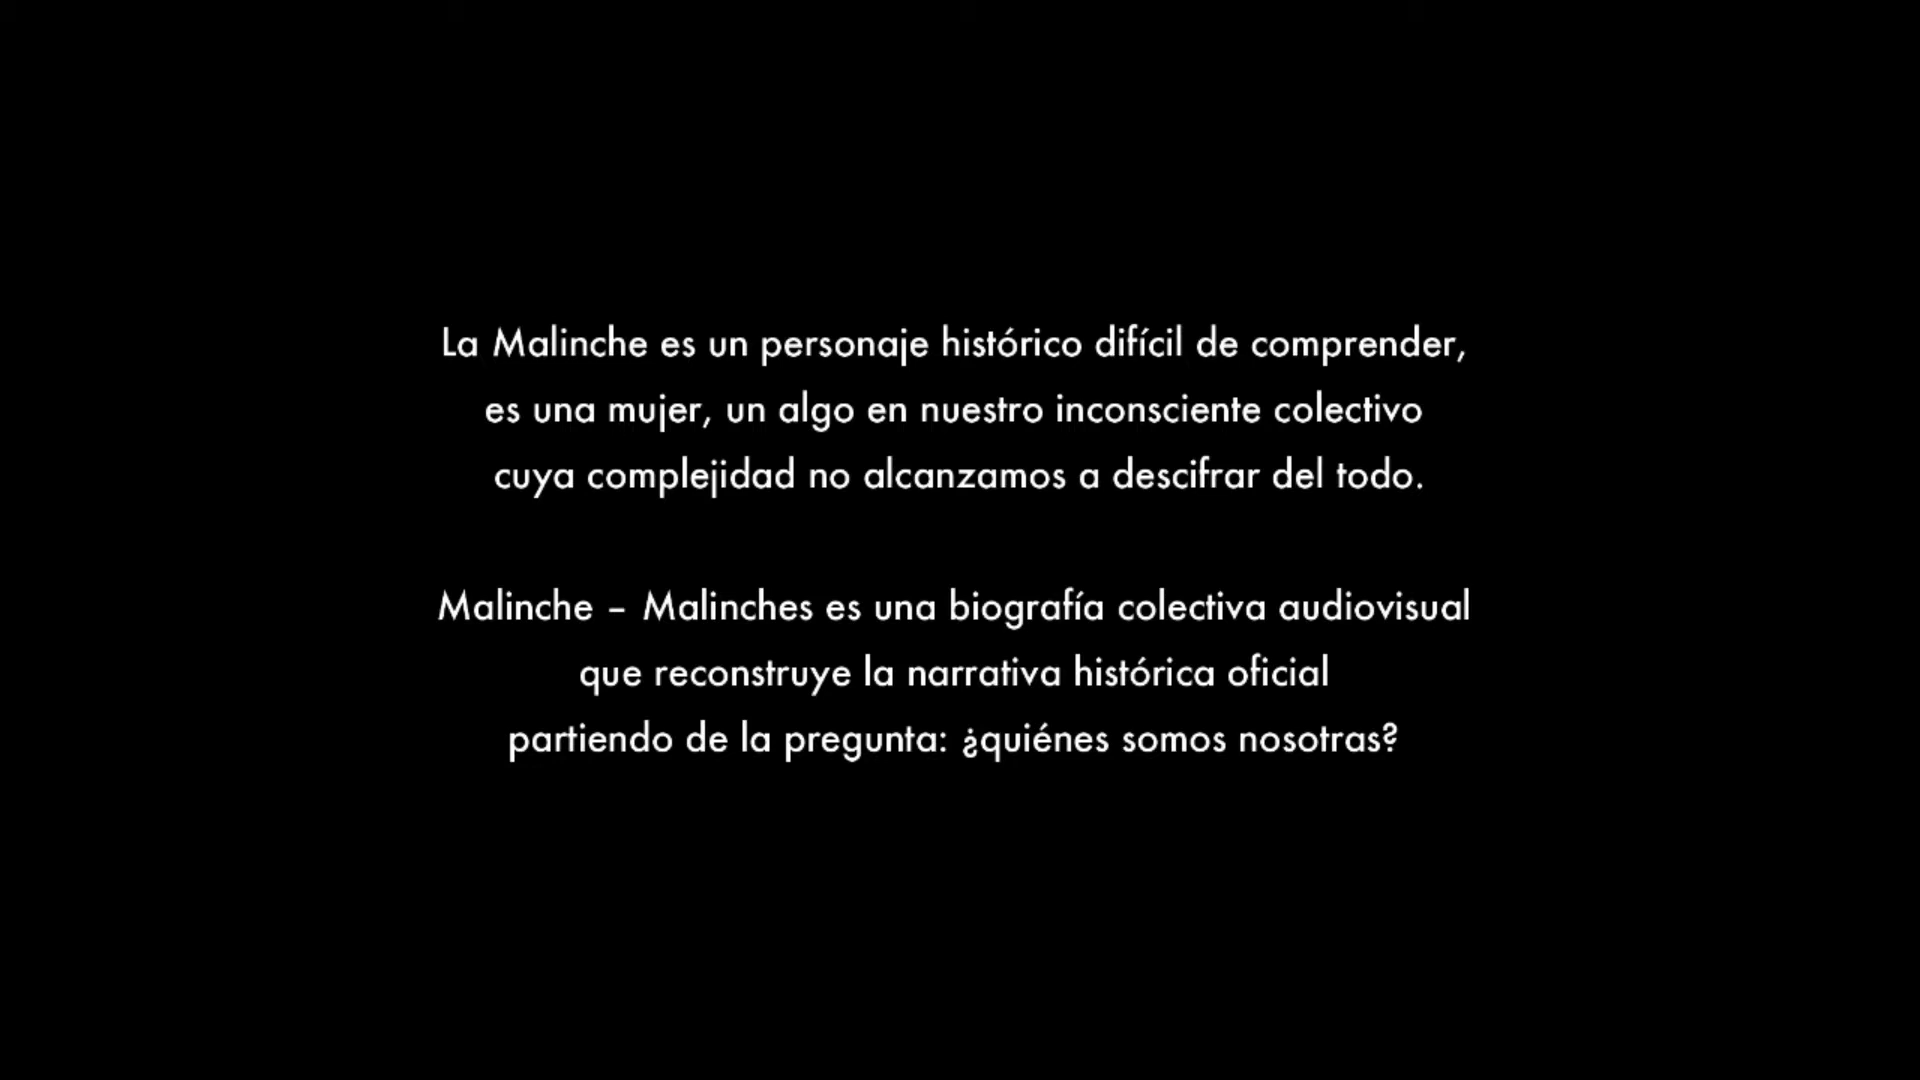 La Malinche es un personaje histórico difícil de comprender,
es una mujer, un algo en nuestro inconsciente colectivo
cuya complejidad no alcanzamos a descifrar del todo.
Malinche – Malinches es una biografía colectiva audiovisual
que reconstruye la narrativa histórica oficial
partiendo de la pregunta: ¿quiénes somos nosotras?